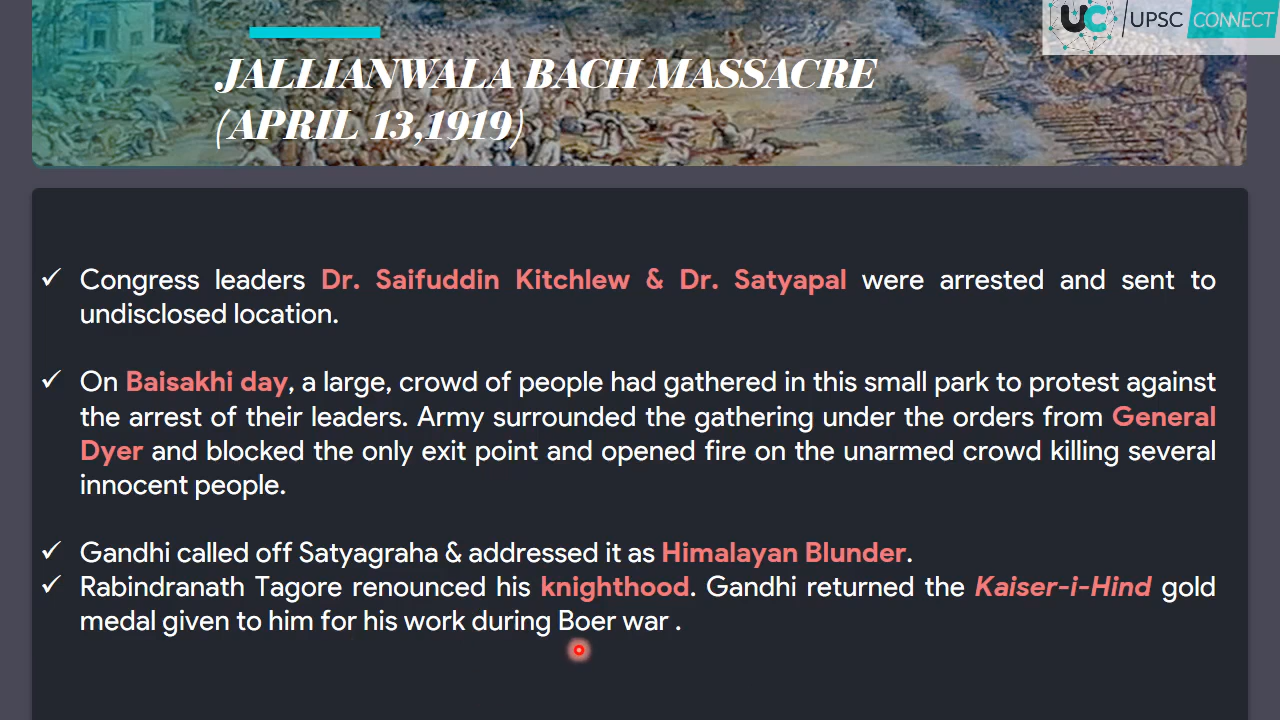 UC UPSC CONNECT
JALLIANWALA BACH MASSACRE
(APRIL 13,1919)
✓ Congress leaders Dr. Saifuddin Kitchlew & Dr. Satyapal were arrested and sent to
undisclosed location.
✓ On Baisakhi day, a large, crowd of people had gathered in this small park to protest against
the arrest of their leaders. Army surrounded the gathering under the orders from General
Dyer and blocked the only exit point and opened fire on the unarmed crowd killing several
innocent people.
✓ Gandhi called off Satyagraha & addressed it as Himalayan Blunder.
✓ Rabindranath Tagore renounced his knighthood. Gandhi returned the Kaiser-i-Hind gold
medal given to him for his work during Boer war .